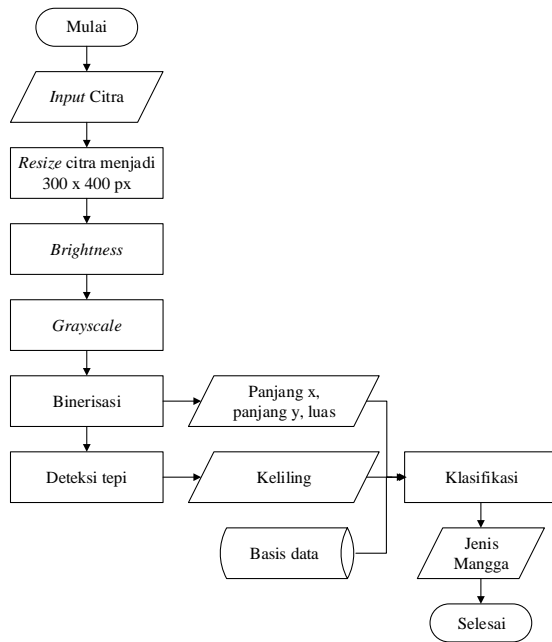 Mulai
Input Citra
Resize citra menjadi
300 x 400 px
Brightness
Grayscale
Binerisasi
Panjang x,
panjang y, luas
Deteksi tepi
Keliling
Klasifikasi
Basis data
Jenis
Mangga
Selesai